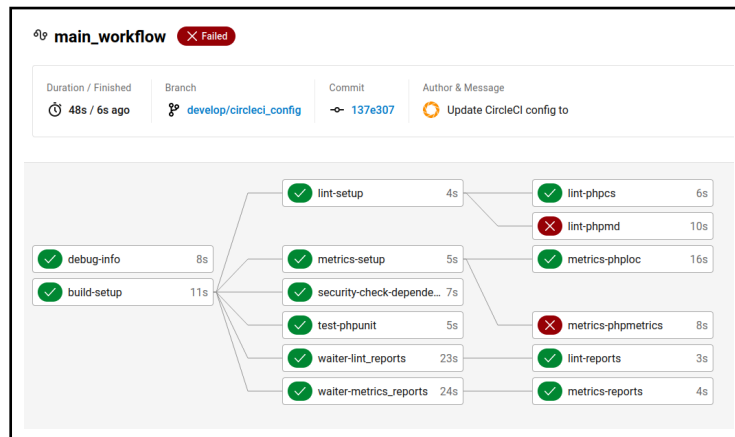 main_workflow Failed
Duration / Finished Branch Commit Author & Message
48s / 6s ago develop/circleci_config 137e307 Update CircleCI config to
lint-setup 4s lint-phpcs 6s
lint-phpmd 10s
debug-info 8s metrics-setup 5s metrics-phploc 16s
build-setup 11s security-check-depende... 7s
test-phpunit 5s metrics-phpmetrics 8s
waiter-lint_reports 23s lint-reports 3s
waiter-metrics_reports 24s metrics-reports 4s